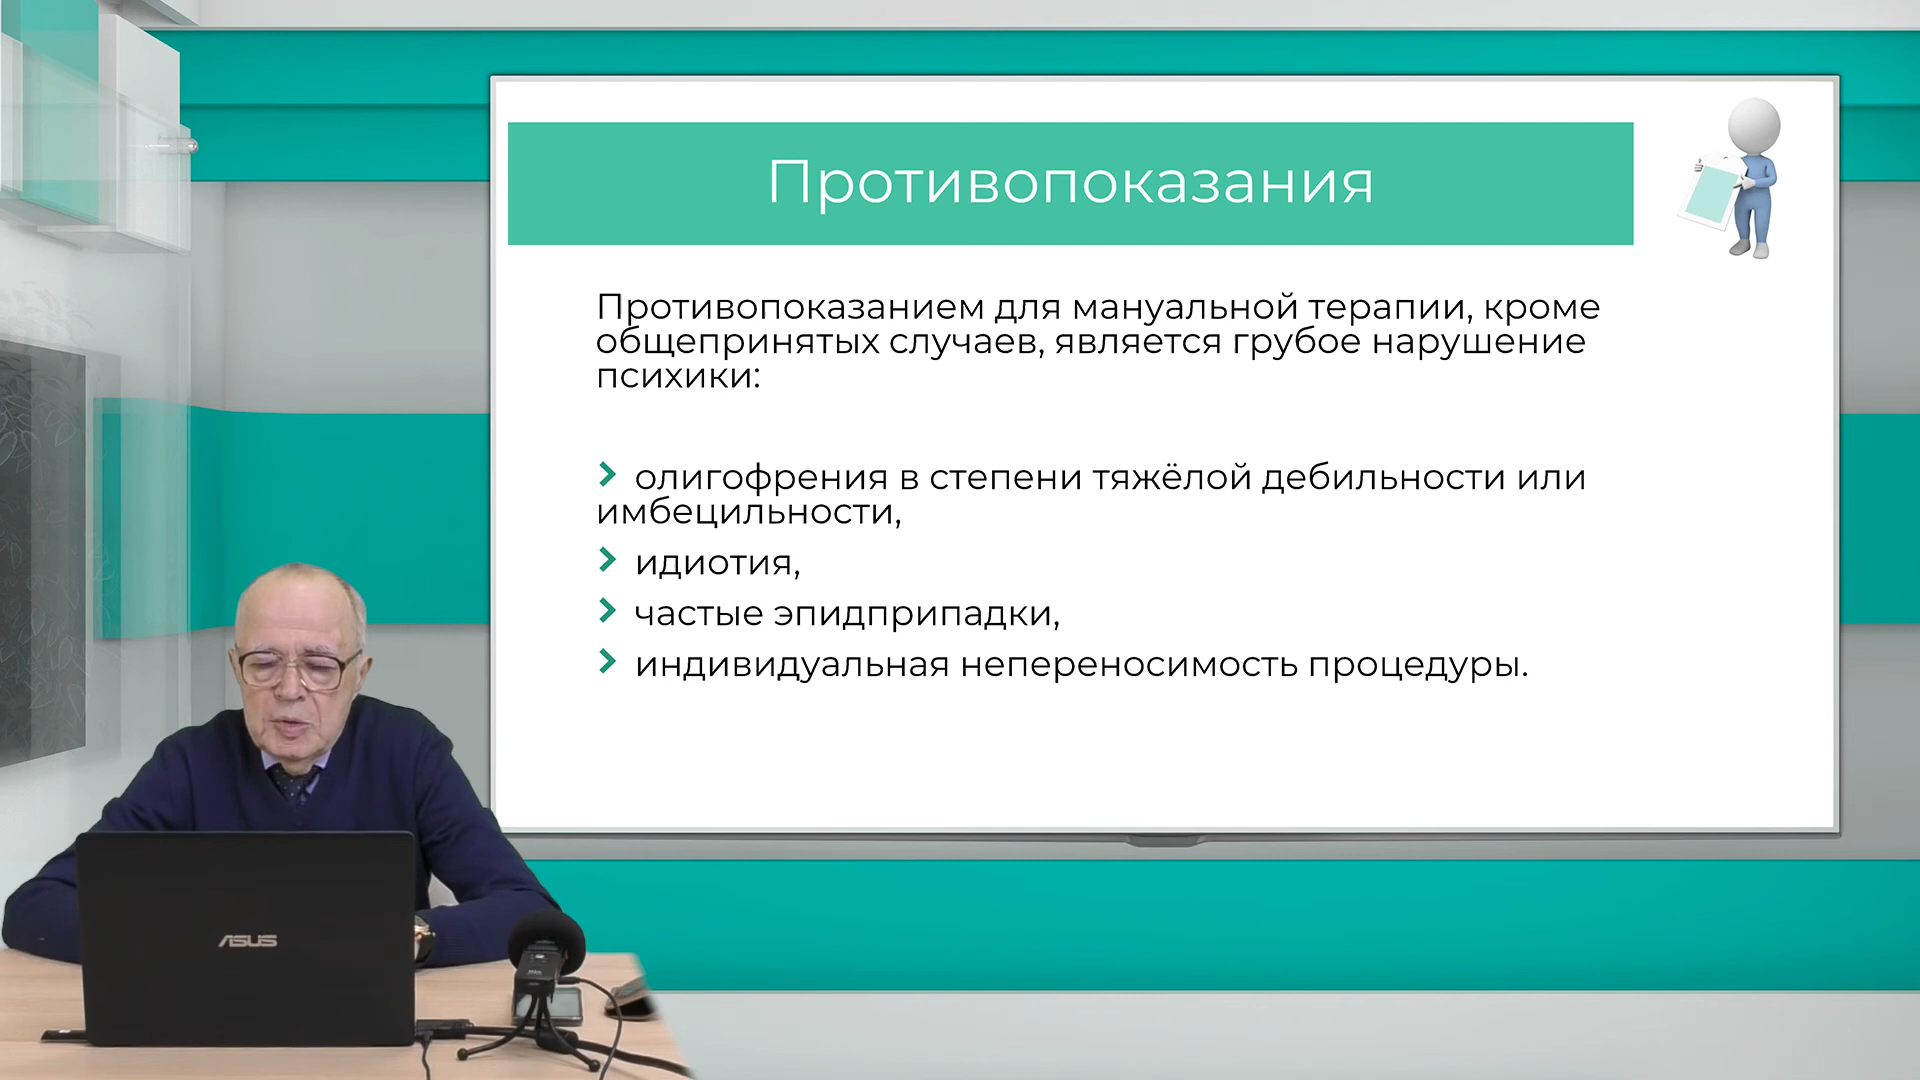 Противопоказания
Противопоказанием для мануальной терапии, кроме
общепринятых случаев, является грубое нарушение
психики:
олигофрения в степени тяжёлой дебильности или
имбецильности,
идиотия,
частые эпидприпадки,
индивидуальная непереносимость процедуры.
ASUS